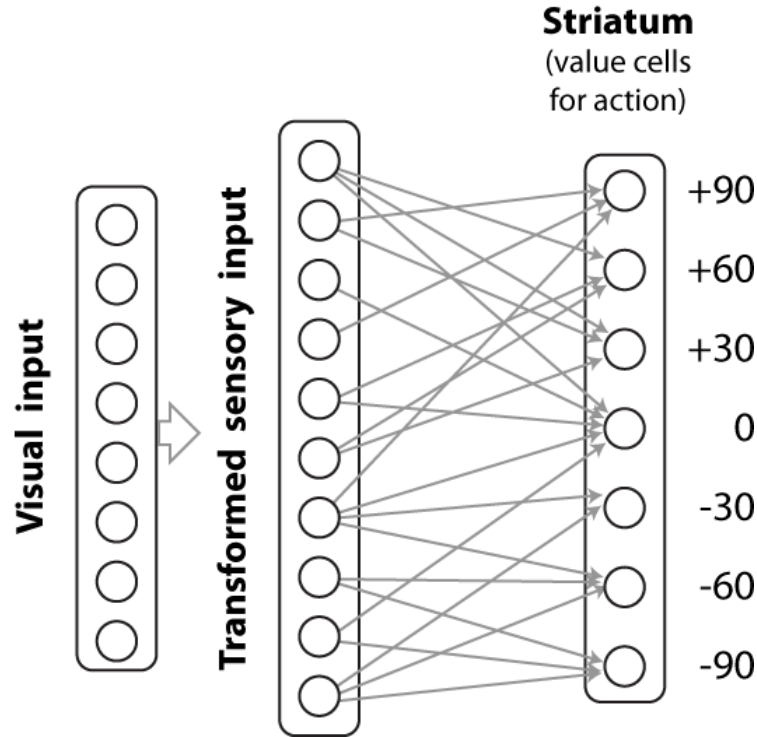 Striatum
(value cells
for action)
Visual input
Transformed sensory input
+90
+60
+30
0
-30
-60
-90